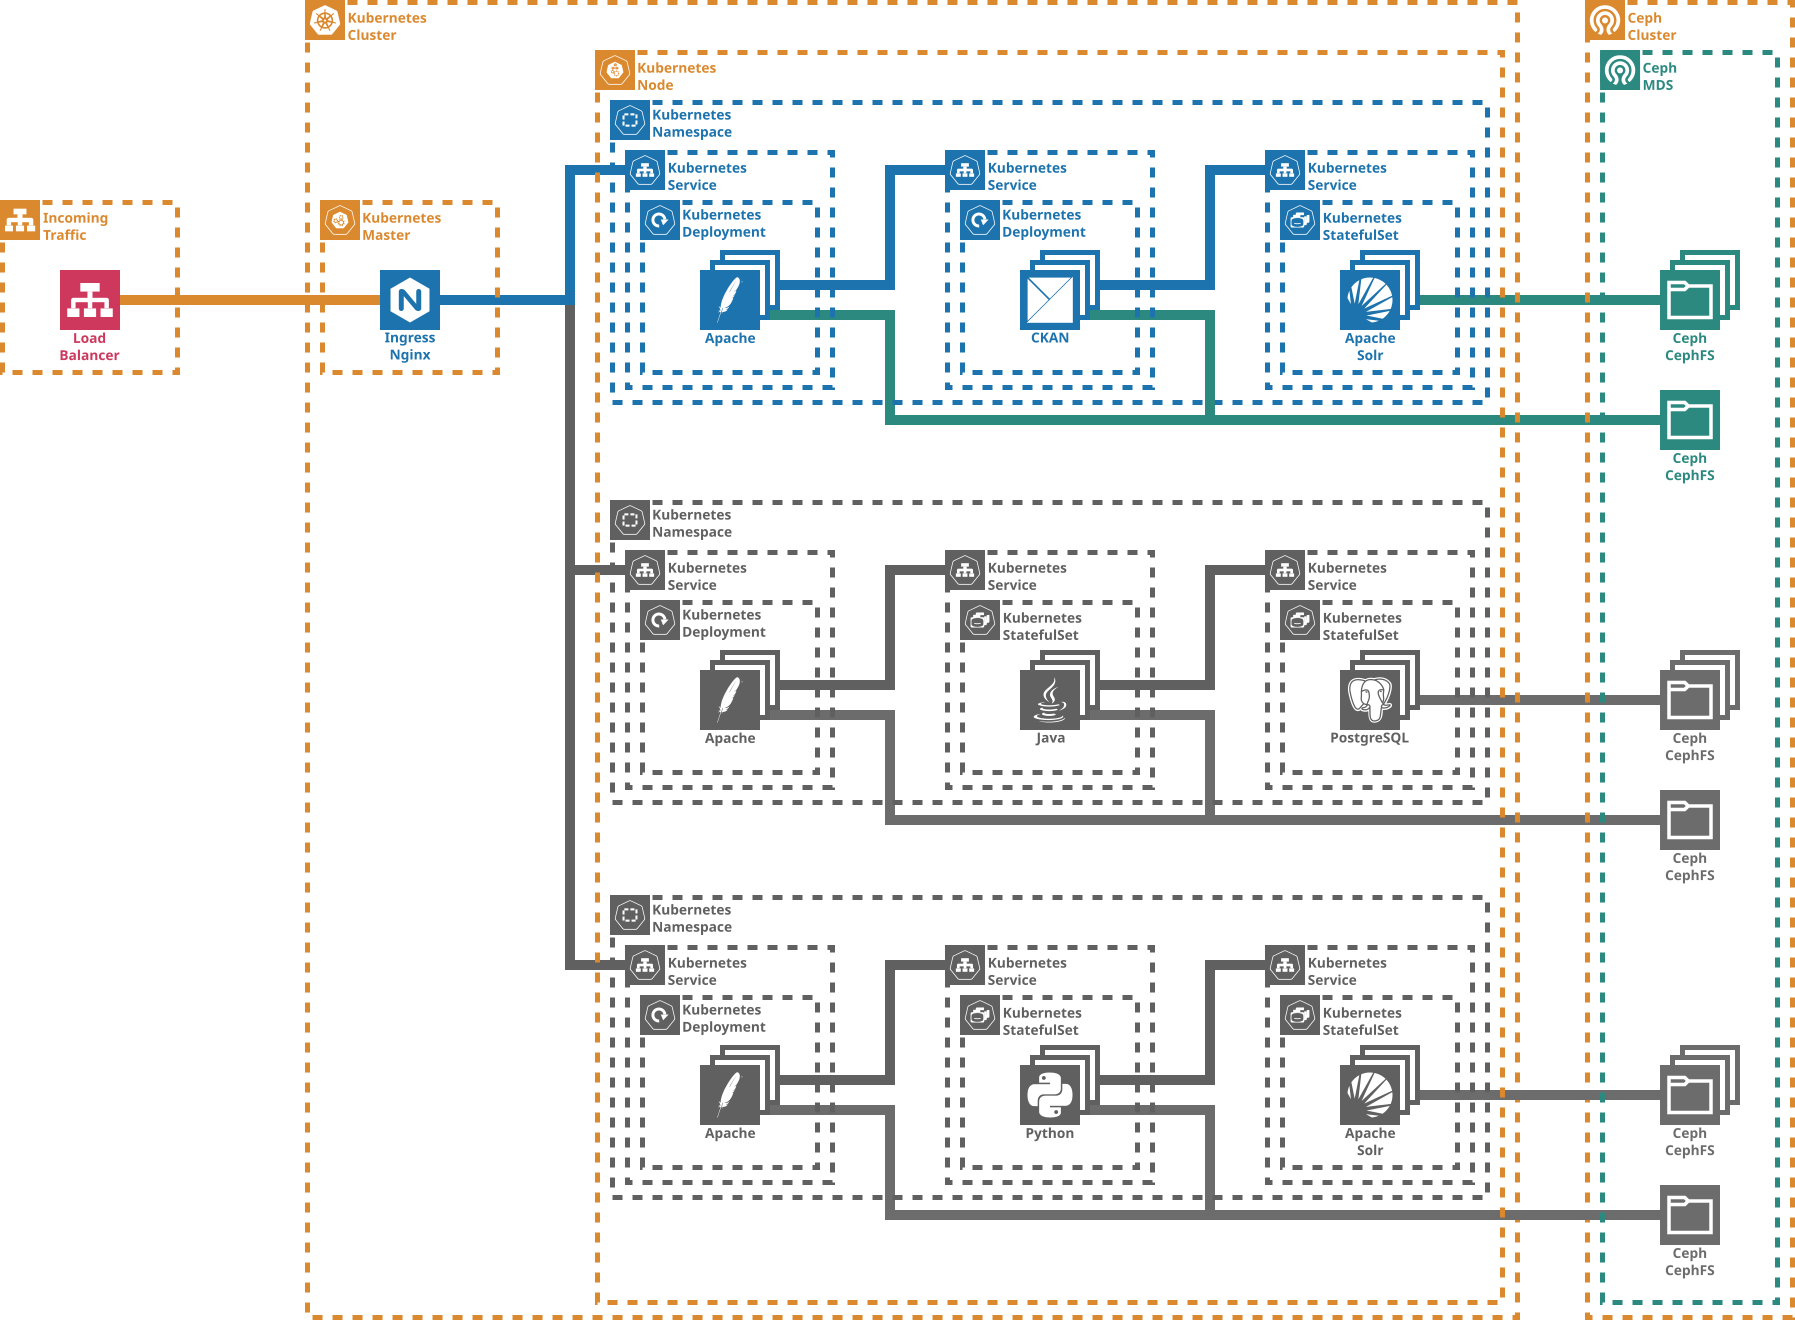 Kubernetes
Cluster
Ceph
Cluster
Kubernetes
Node
Ceph
MDS
Kubernetes
Namespace
Kubernetes
Service
Kubernetes
Service
Kubernetes
Service
Incoming
Traffic
Kubernetes
Master
Kubernetes
Deployment
Kubernetes
Deployment
Kubernetes
StatefulSet
Load
Balancer
Ingress
Nginx
Apache
CKAN
Apache
Solr
Ceph
CephFS
Ceph
CephFS
Kubernetes
Namespace
Kubernetes
Service
Kubernetes
Service
Kubernetes
Service
Kubernetes
Deployment
Kubernetes
StatefulSet
Kubernetes
StatefulSet
Apache
Java
PostgreSQL
Ceph
CephFS
Ceph
CephFS
Kubernetes
Namespace
Kubernetes
Service
Kubernetes
Service
Kubernetes
Service
Kubernetes
Deployment
Kubernetes
StatefulSet
Kubernetes
StatefulSet
Apache
Python
Apache
Solr
Ceph
CephFS
Ceph
CephFS